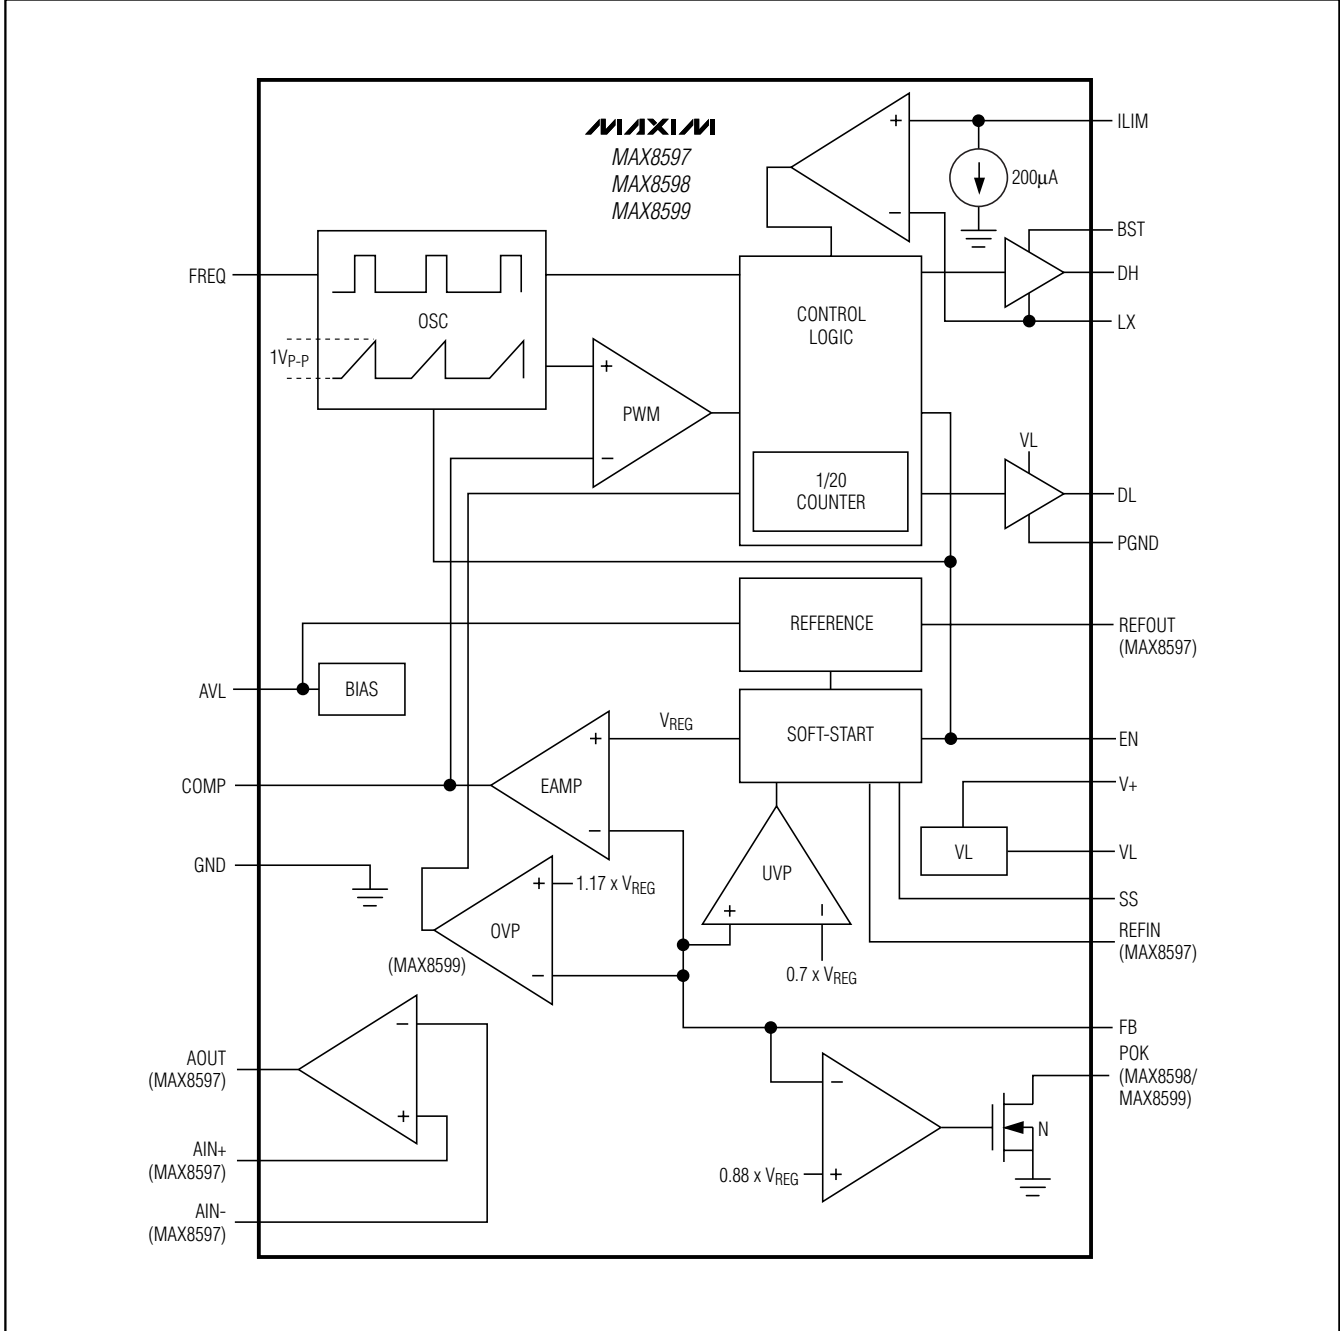 MAXIM
MAX8597
MAX8598
MAX8599
+
−
ILIM
200µA
BST
DH
LX
FREQ
OSC
1VP-P
CONTROL
LOGIC
+
PWM
−
1/20
COUNTER
VL
DL
PGND
REFERENCE
REFOUT
(MAX8597)
AVL
BIAS
VREG
SOFT-START
EN
COMP
+
EAMP
−
V+
GND
VL
VL
SS
+
1.17 x VREG
OVP
(MAX8599)
−
UVP
+
−
0.7 x VREG
REFIN
(MAX8597)
FB
−
+
AOUT
(MAX8597)
AIN+
(MAX8597)
AIN-
(MAX8597)
−
+
0.88 x VREG
N
POK
(MAX8598/
MAX8599)